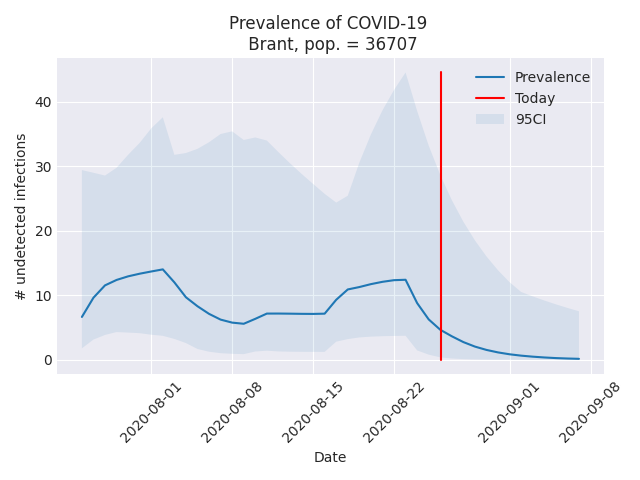 Prevalence of COVID-19
Brant, pop. = 36707
Prevalence
Today
95CI
# undetected infections
40
30
20
10
0
2020-08-01
2020-08-08
2020-08-15
2020-08-22
2020-09-01
2020-09-08
Date